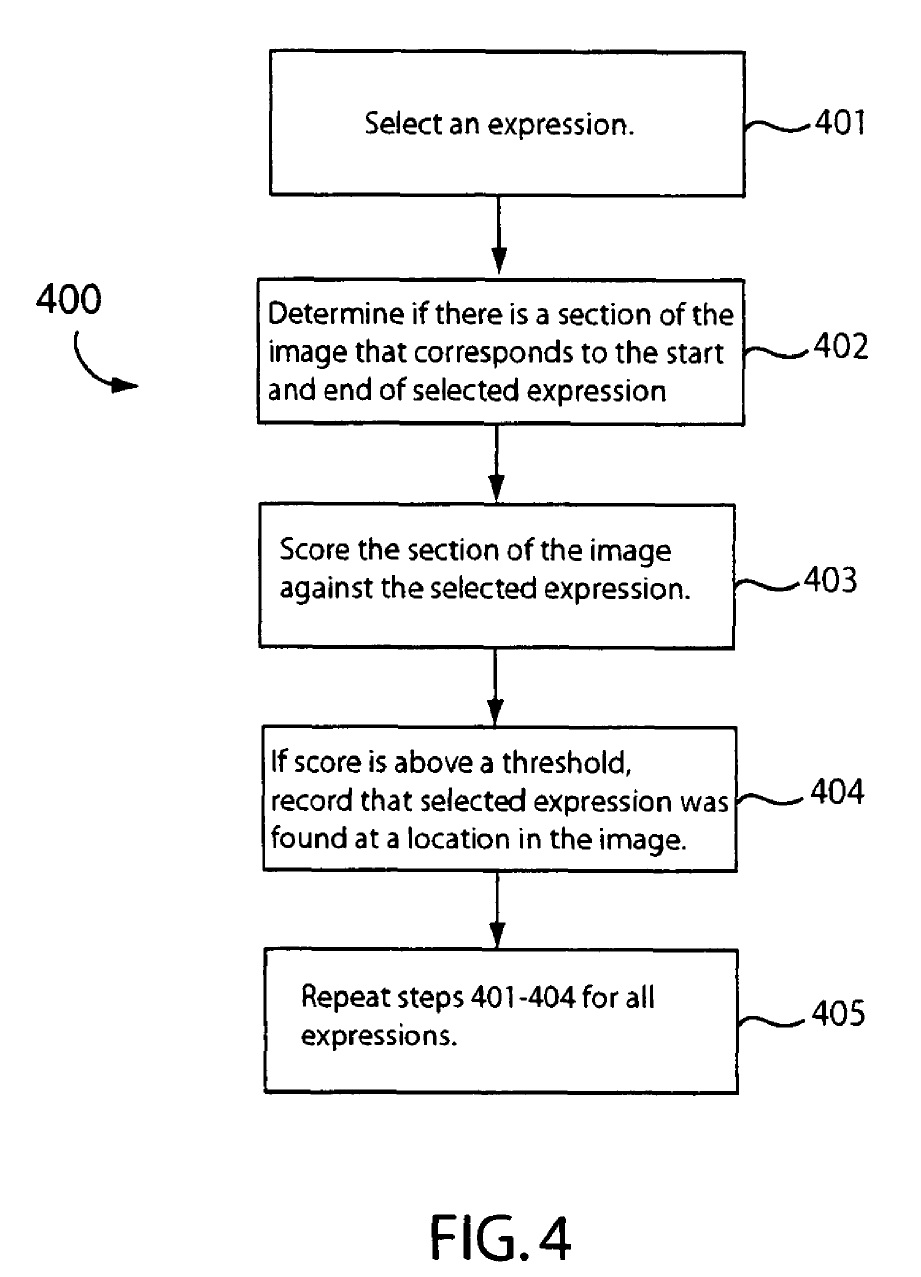 Select an expression.
401
400
Determine if there is a section of the
image that corresponds to the start
and end of selected expression
402
Score the section of the image
against the selected expression.
403
If score is above a threshold,
record that selected expression was
found at a location in the image.
404
Repeat steps 401-404 for all
expressions.
405
FIG. 4